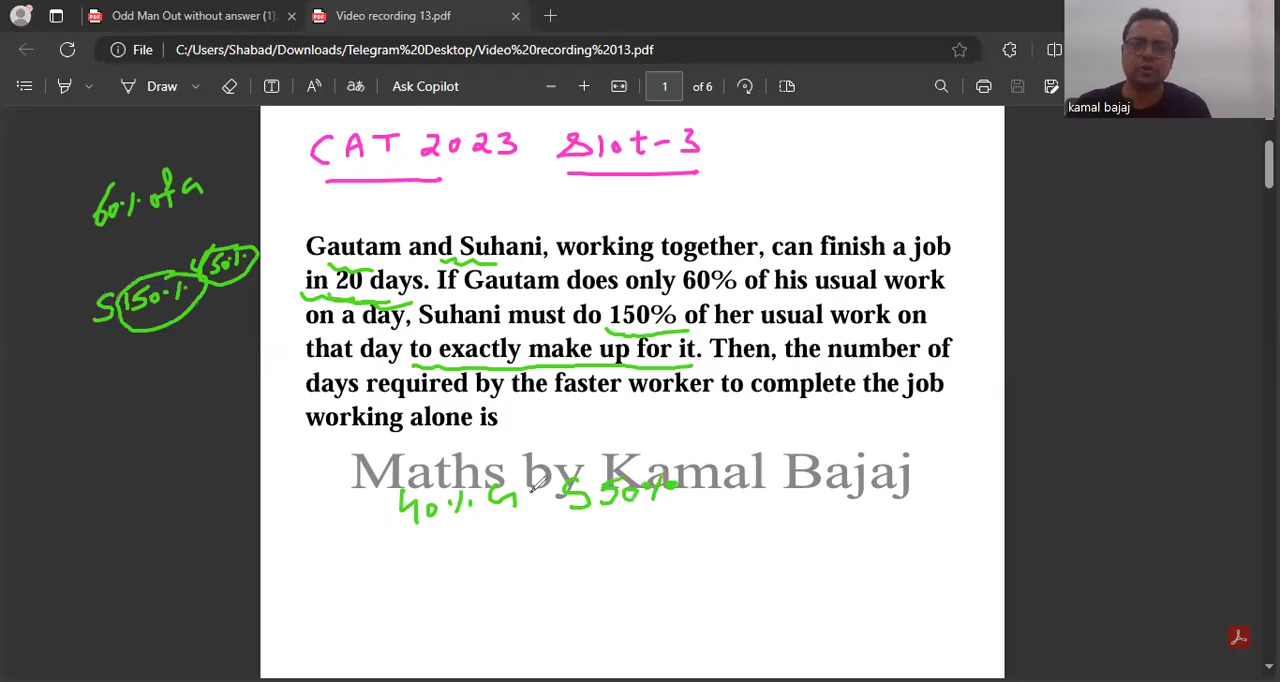 Odd Man Out without answer (1)
Video recording 13.pdf
File
C:/Users/Shabad/Downloads/Telegram%20Desktop/Video%20recording%2013.pdf
Draw
aあ
Ask Copilot
1 of 6
kamal bajaj
CAT 2023 Slot-3
60% of G
S 150%
50%
Gautam and Suhani, working together, can finish a job
in 20 days. If Gautam does only 60% of his usual work
on a day, Suhani must do 150% of her usual work on
that day to exactly make up for it. Then, the number of
days required by the faster worker to complete the job
working alone is
Maths by Kamal Bajaj
40% G S 50%